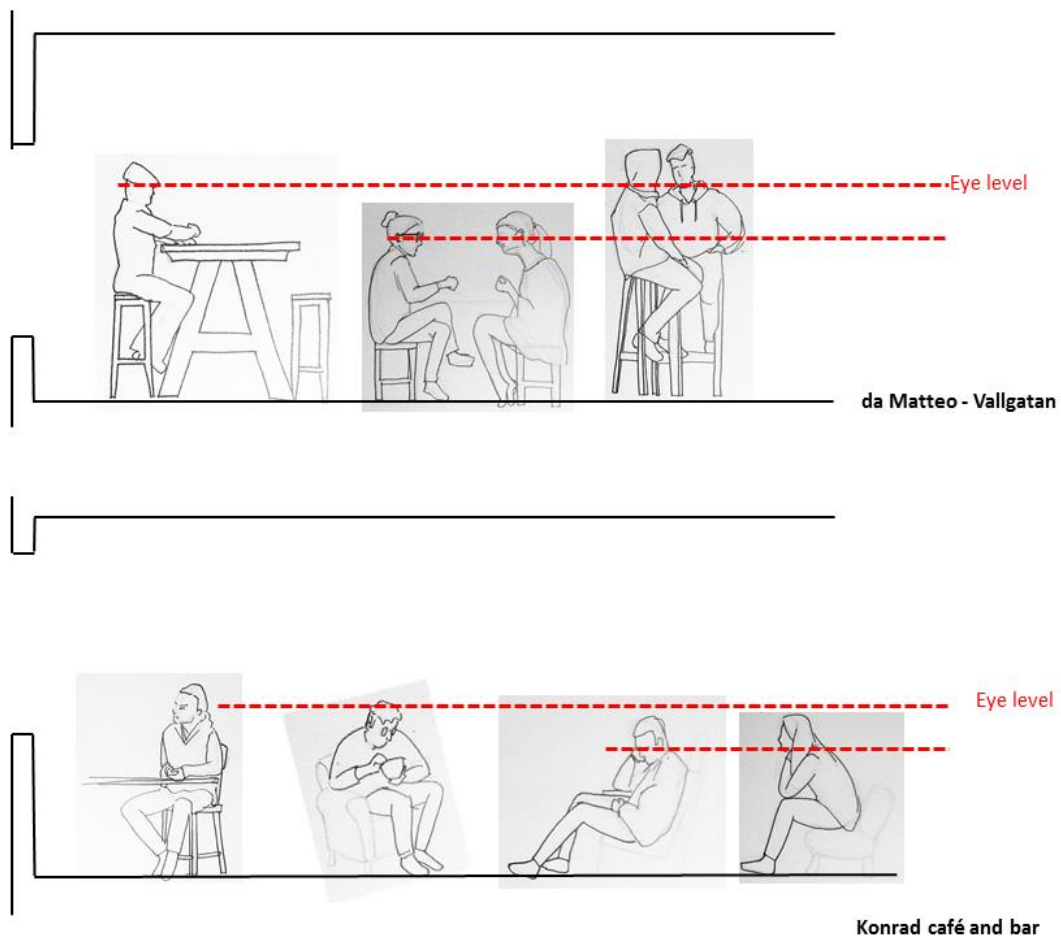 Eye level
da Matteo - Vallgatan
Eye level
Konrad café and bar